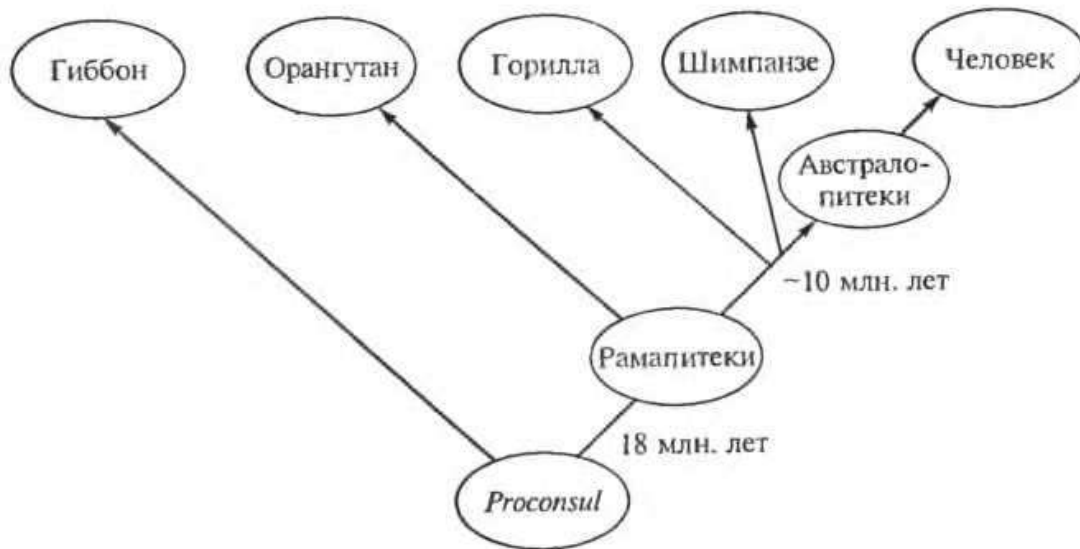 Гиббон
Орангутан
Горилла
Шимпанзе
Человек
Австрало-
питеки
~10 млн. лет
Рамапитеки
18 млн. лет
Proconsul